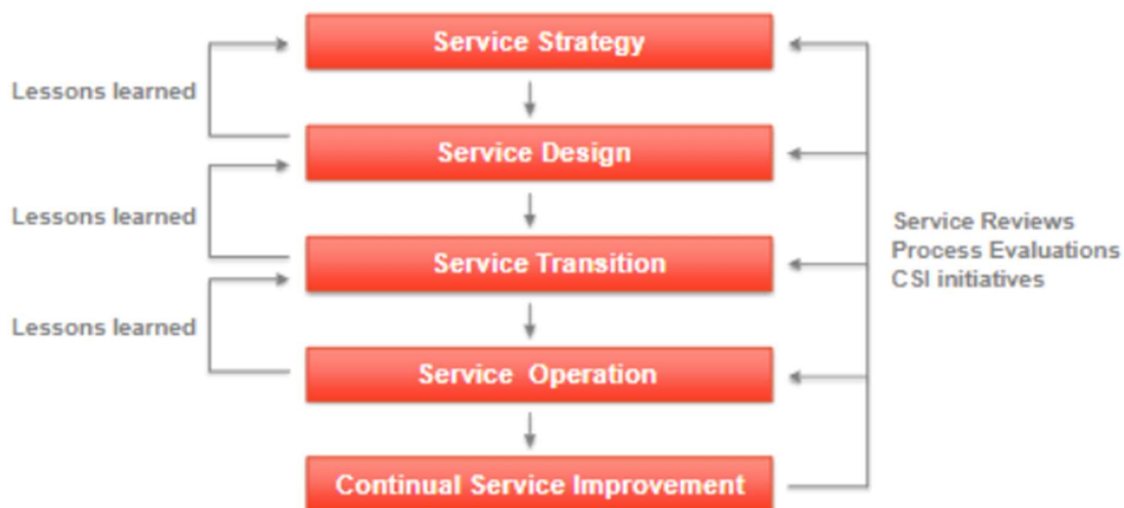 Service Strategy
Lessons learned
Service Design
Lessons learned
Service Reviews
Process Evaluations
CSI initiatives
Service Transition
Lessons learned
Service Operation
Continual Service Improvement